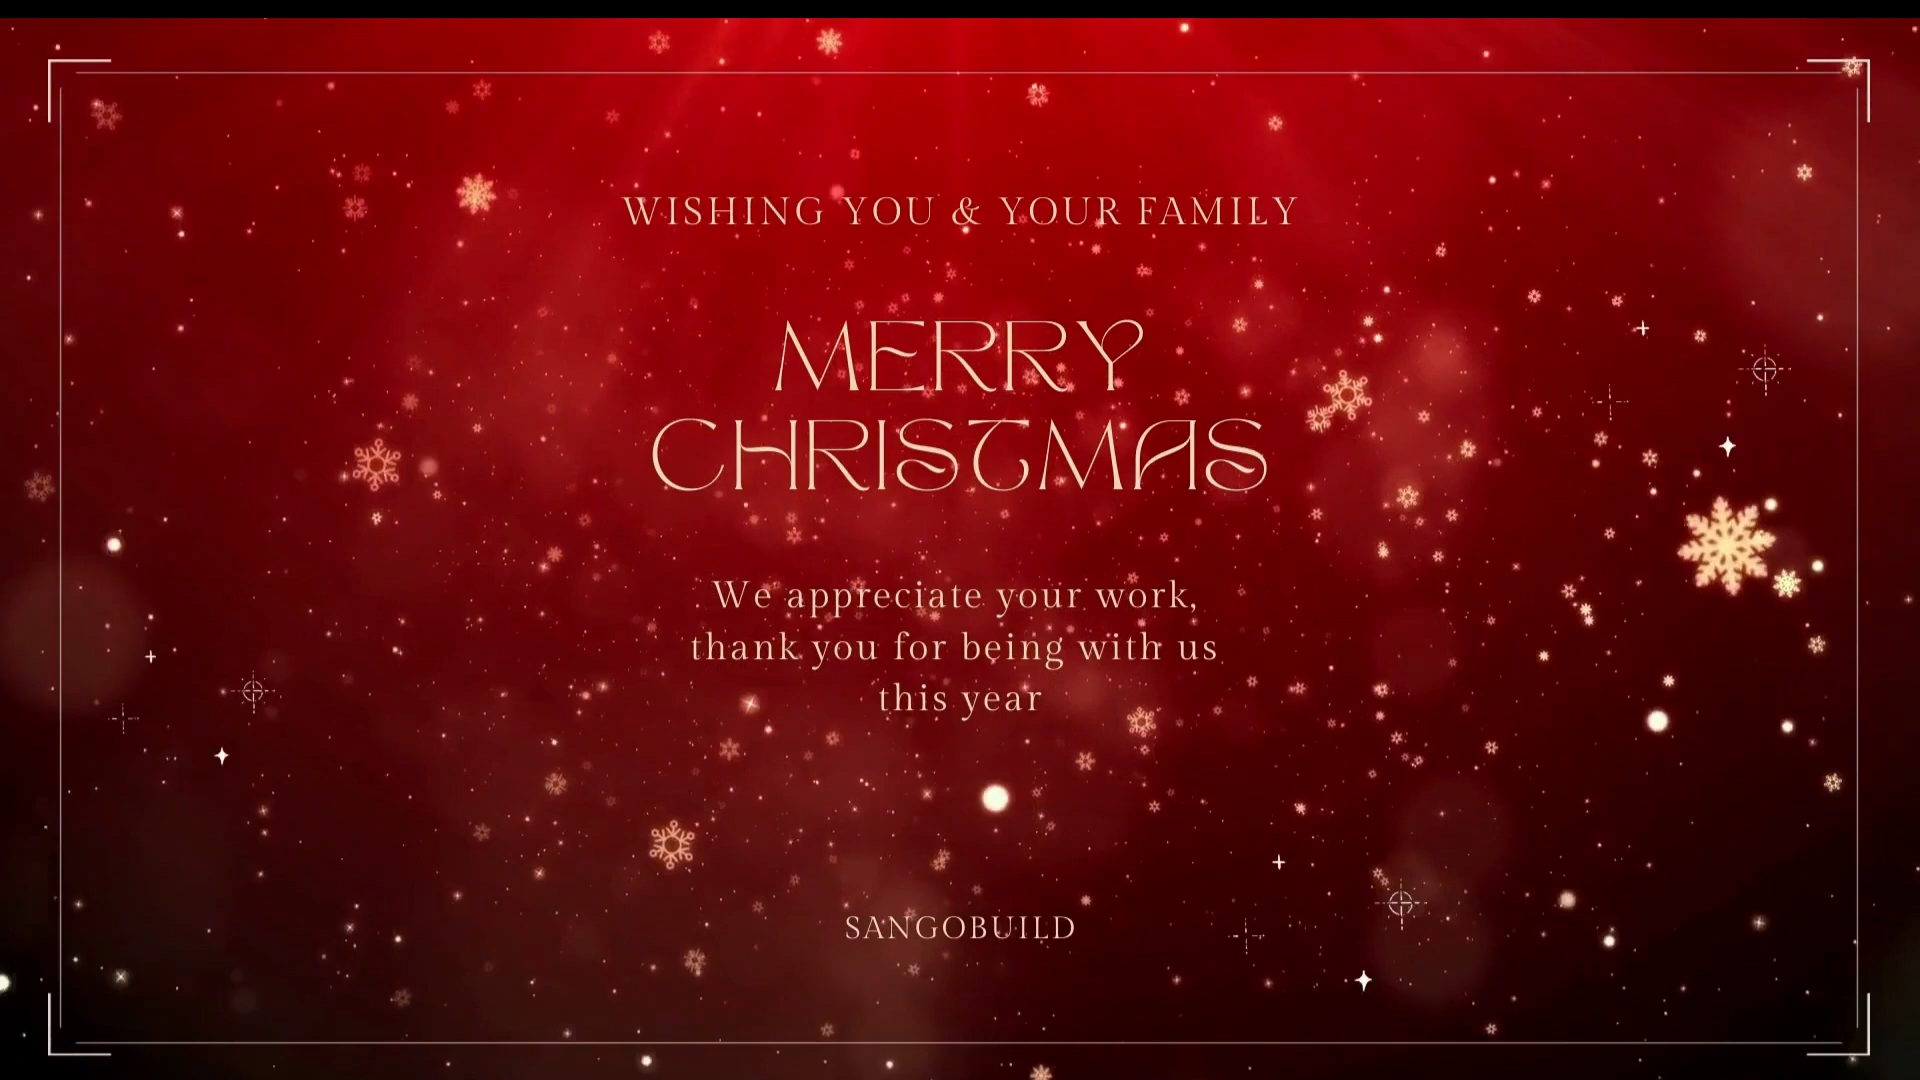 WISHING YOU & YOUR FAMILY
MERRY
CHRISTMAS
We appreciate your work,
thank you for being with us
this year
SANGOBUILD